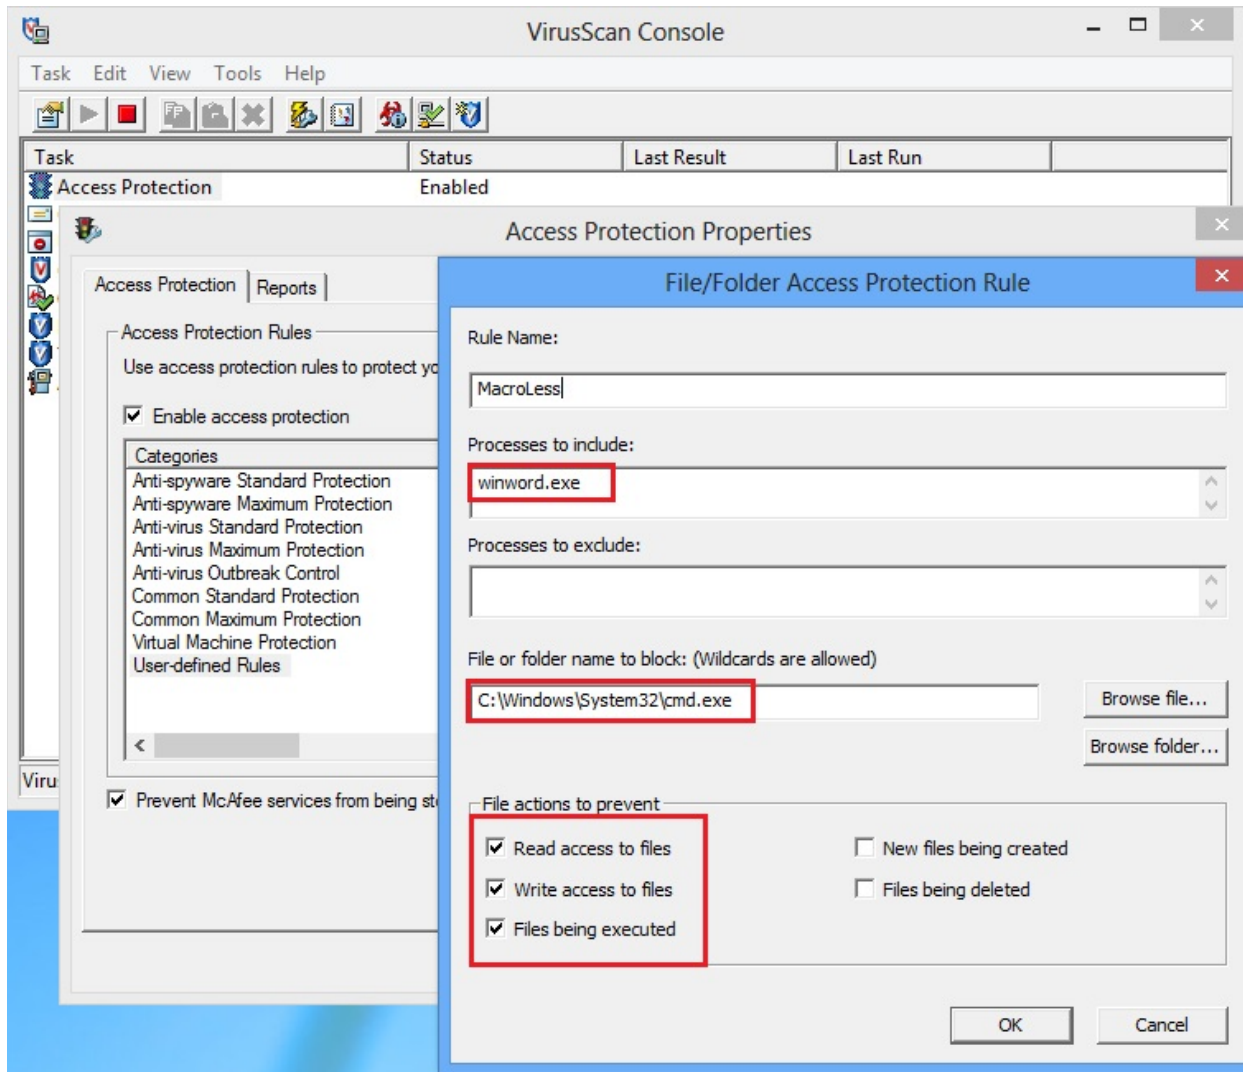 VirusScan Console
Task Edit View Tools Help
Task Status Last Result Last Run
Access Protection Enabled
Access Protection Properties
Access Protection Reports
File/Folder Access Protection Rule
Access Protection Rules
Use access protection rules to protect yo
Enable access protection
Categories
Anti-spyware Standard Protection
Anti-spyware Maximum Protection
Anti-virus Standard Protection
Anti-virus Maximum Protection
Anti-virus Outbreak Control
Common Standard Protection
Common Maximum Protection
Virtual Machine Protection
User-defined Rules
Prevent McAfee services from being sto
Viru
Rule Name:
MacroLess
Processes to include:
winword.exe
Processes to exclude:
File or folder name to block: (Wildcards are allowed)
C:\Windows\System32\cmd.exe
Browse file...
Browse folder...
File actions to prevent
Read access to files
New files being created
Write access to files
Files being deleted
Files being executed
OK Cancel